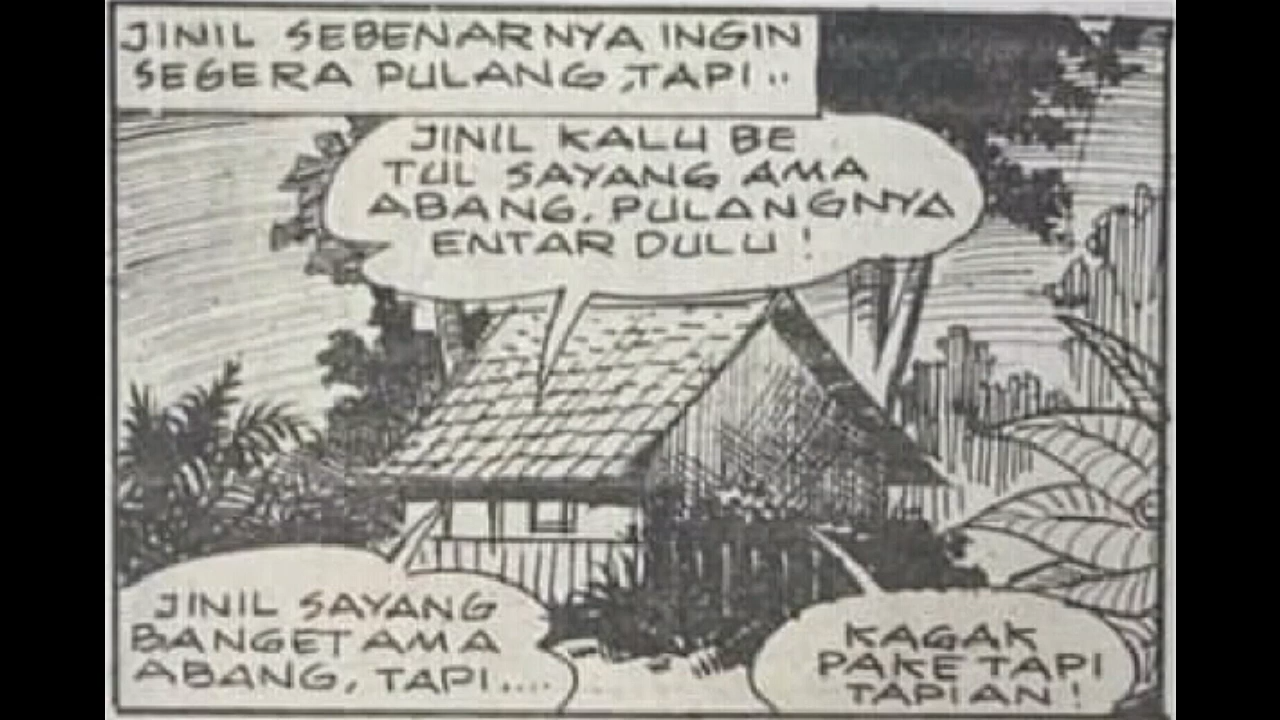 JINIL SEBENARNYA INGIN
SEGERA PULANG, TAPI..
JINIL KALU BE
TUL SAYANG AMA
ABANG. PULANGNYA
ENTAR DULU !
JINIL SAYANG
BANGET AMA
ABANG, TAPI....
KAGAK
PAKE TAPI
TAPIAN !